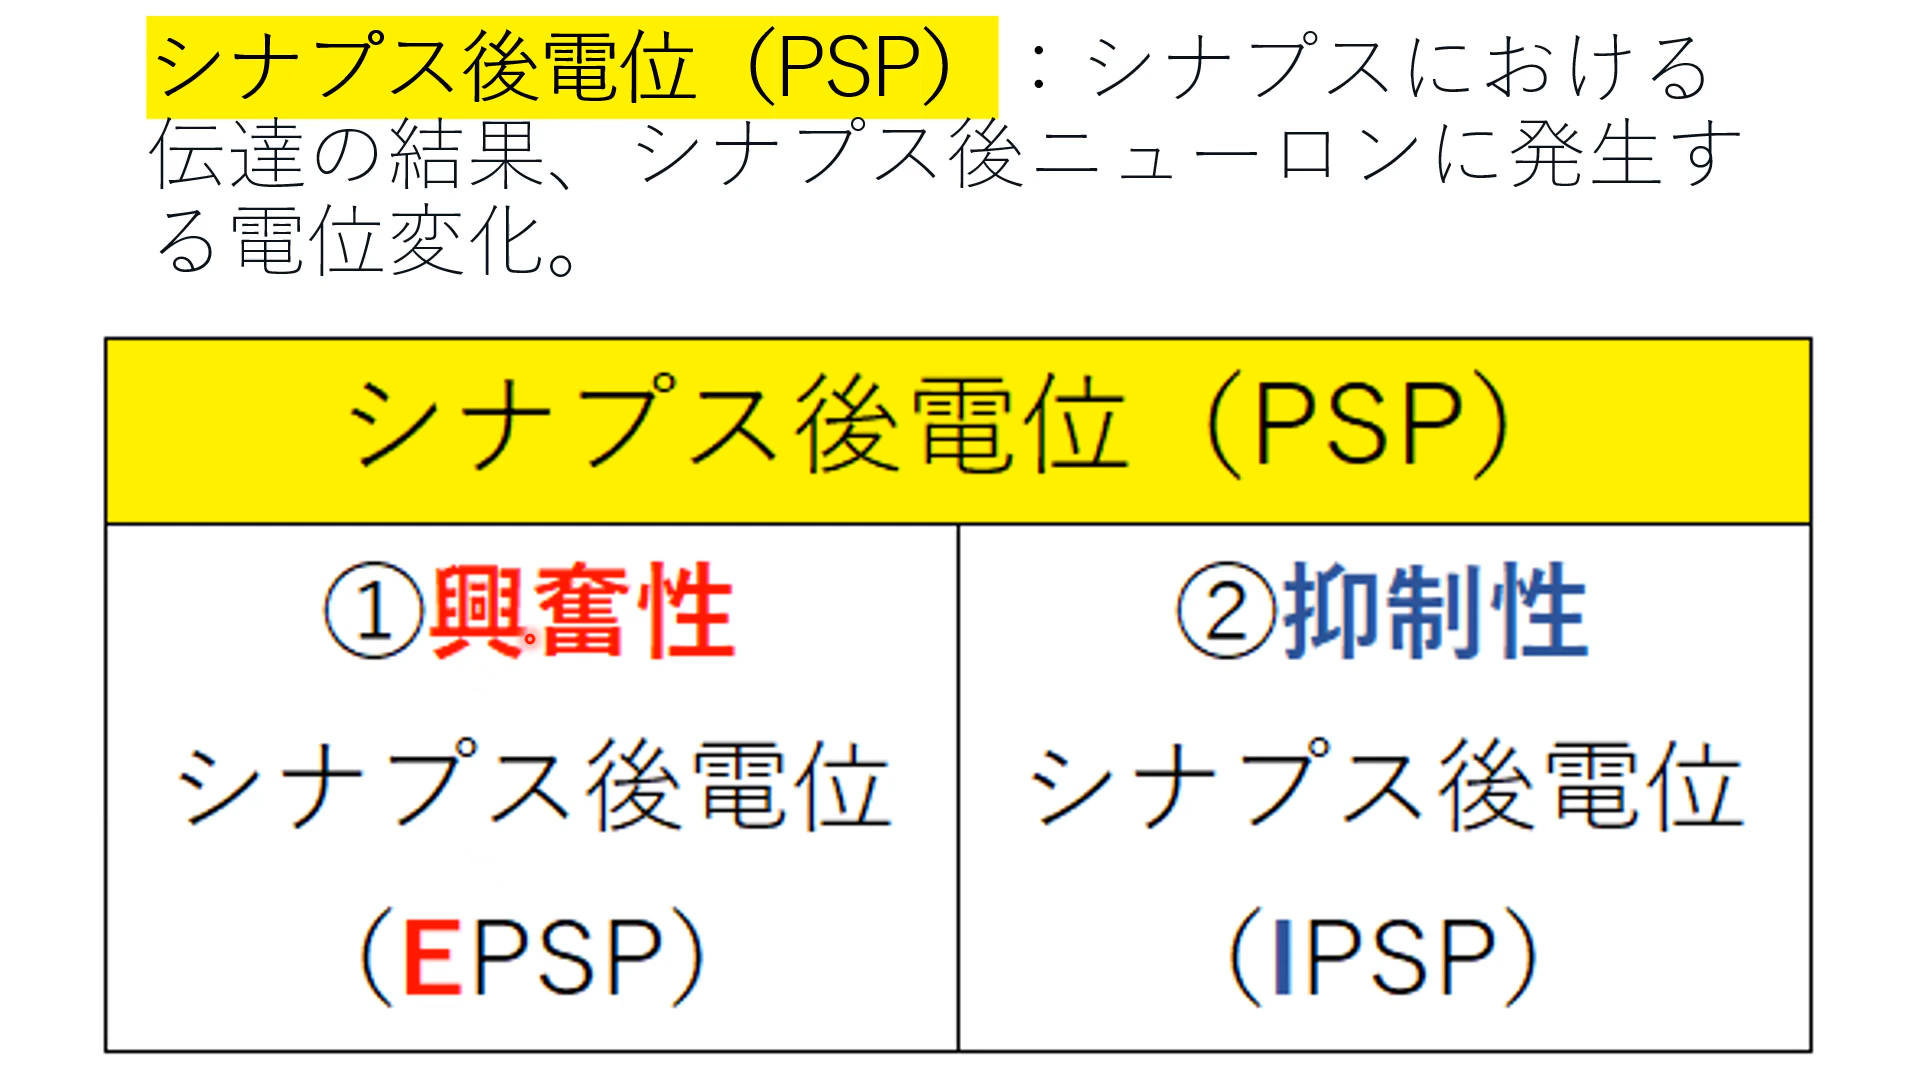 シナプス後電位（PSP）：シナプスにおける
伝達の結果、シナプス後ニューロンに発生す
る電位変化。
シナプス後電位（PSP）
①興奮性
シナプス後電位
（EPSP）
②抑制性
シナプス後電位
（IPSP）